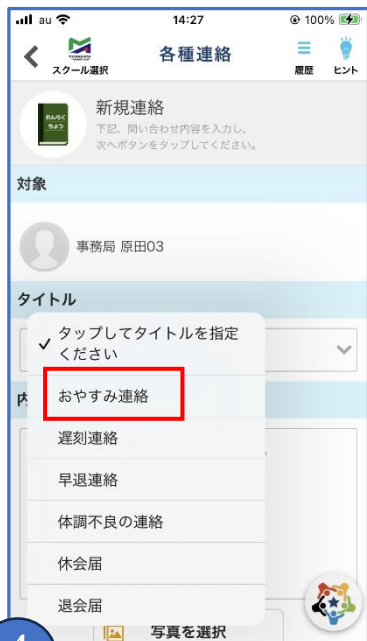 au 14:27 100%
各種連絡
スクール選択 履歴 ヒント
れんらく
ちょう
新規連絡
下記、問い合わせ内容を入力し、
次へボタンをタップしてください。
対象
事務局 原田03
タイトル
タップしてタイトルを指定
ください
内
おやすみ連絡
遅刻連絡
早退連絡
体調不良の連絡
休会届
退会届
写真を選択